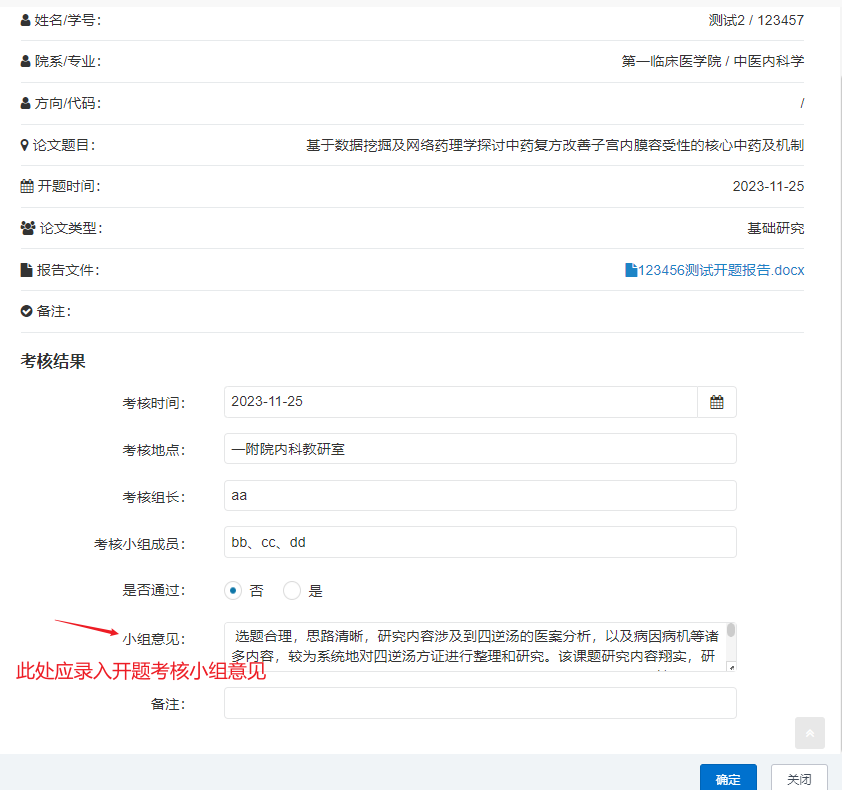 姓名/学号：
测试2 / 123457
院系/专业：
第一临床医学院 / 中医内科学
方向/代码：
/
论文题目：
基于数据挖掘及网络药理学探讨中药复方改善子宫内膜容受性的核心中药及机制
开题时间：
2023-11-25
论文类型：
基础研究
报告文件：
123456测试开题报告.docx
备注：
考核结果
考核时间：
2023-11-25
考核地点：
一附院内科教研室
考核组长：
aa
考核小组成员：
bb、cc、dd
是否通过：
否 是
小组意见：
选题合理，思路清晰，研究内容涉及到四逆汤的医案分析，以及病因病机等诸
多内容，较为系统地对四逆汤方证进行整理和研究。该课题研究内容翔实，研
此处应录入开题考核小组意见
备注：
确定
关闭